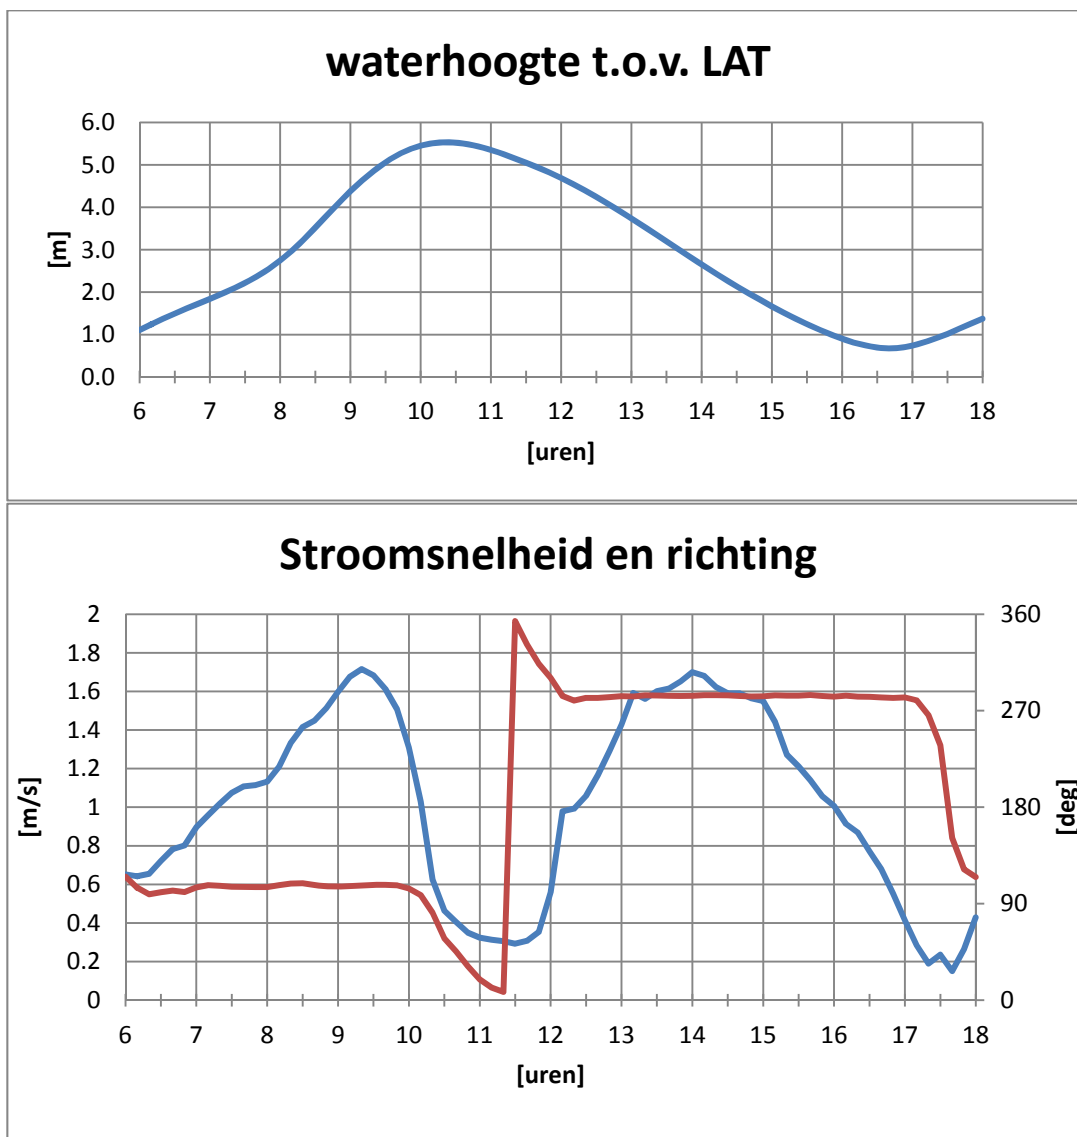 waterhoogte t.o.v. LAT
6.0
5.0
4.0
3.0
2.0
1.0
0.0
[m]
6 7 8 9 10 11 12 13 14 15 16 17 18
[uren]
Stroomsnelheid en richting
2 360
1.8
1.6
1.4 270
1.2
1 180
0.8
0.6
0.4 90
0.2
0 0
[m/s]
[deg]
6 7 8 9 10 11 12 13 14 15 16 17 18
[uren]